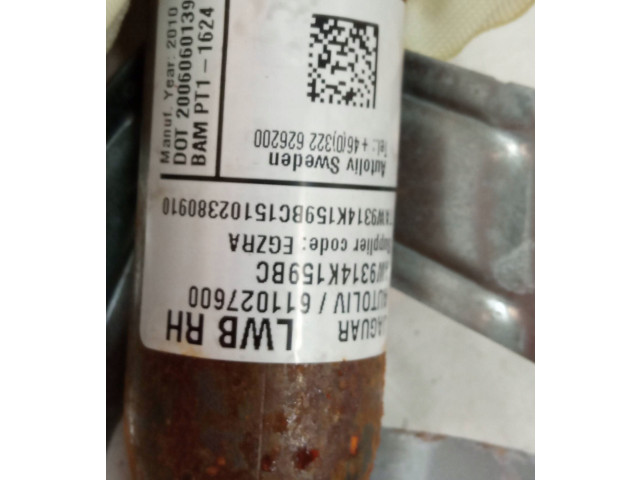 JAGUAR LWB RH
AUTOLIV / 611027600
W9314K159BC
Supplier code: EGZRA
W9314K159BC15102380910
Autoliv Sweden
Tel.: +46(0)322 626200
Manuf. Year: 2010
DOT 2006060139
BAM PT1-1624